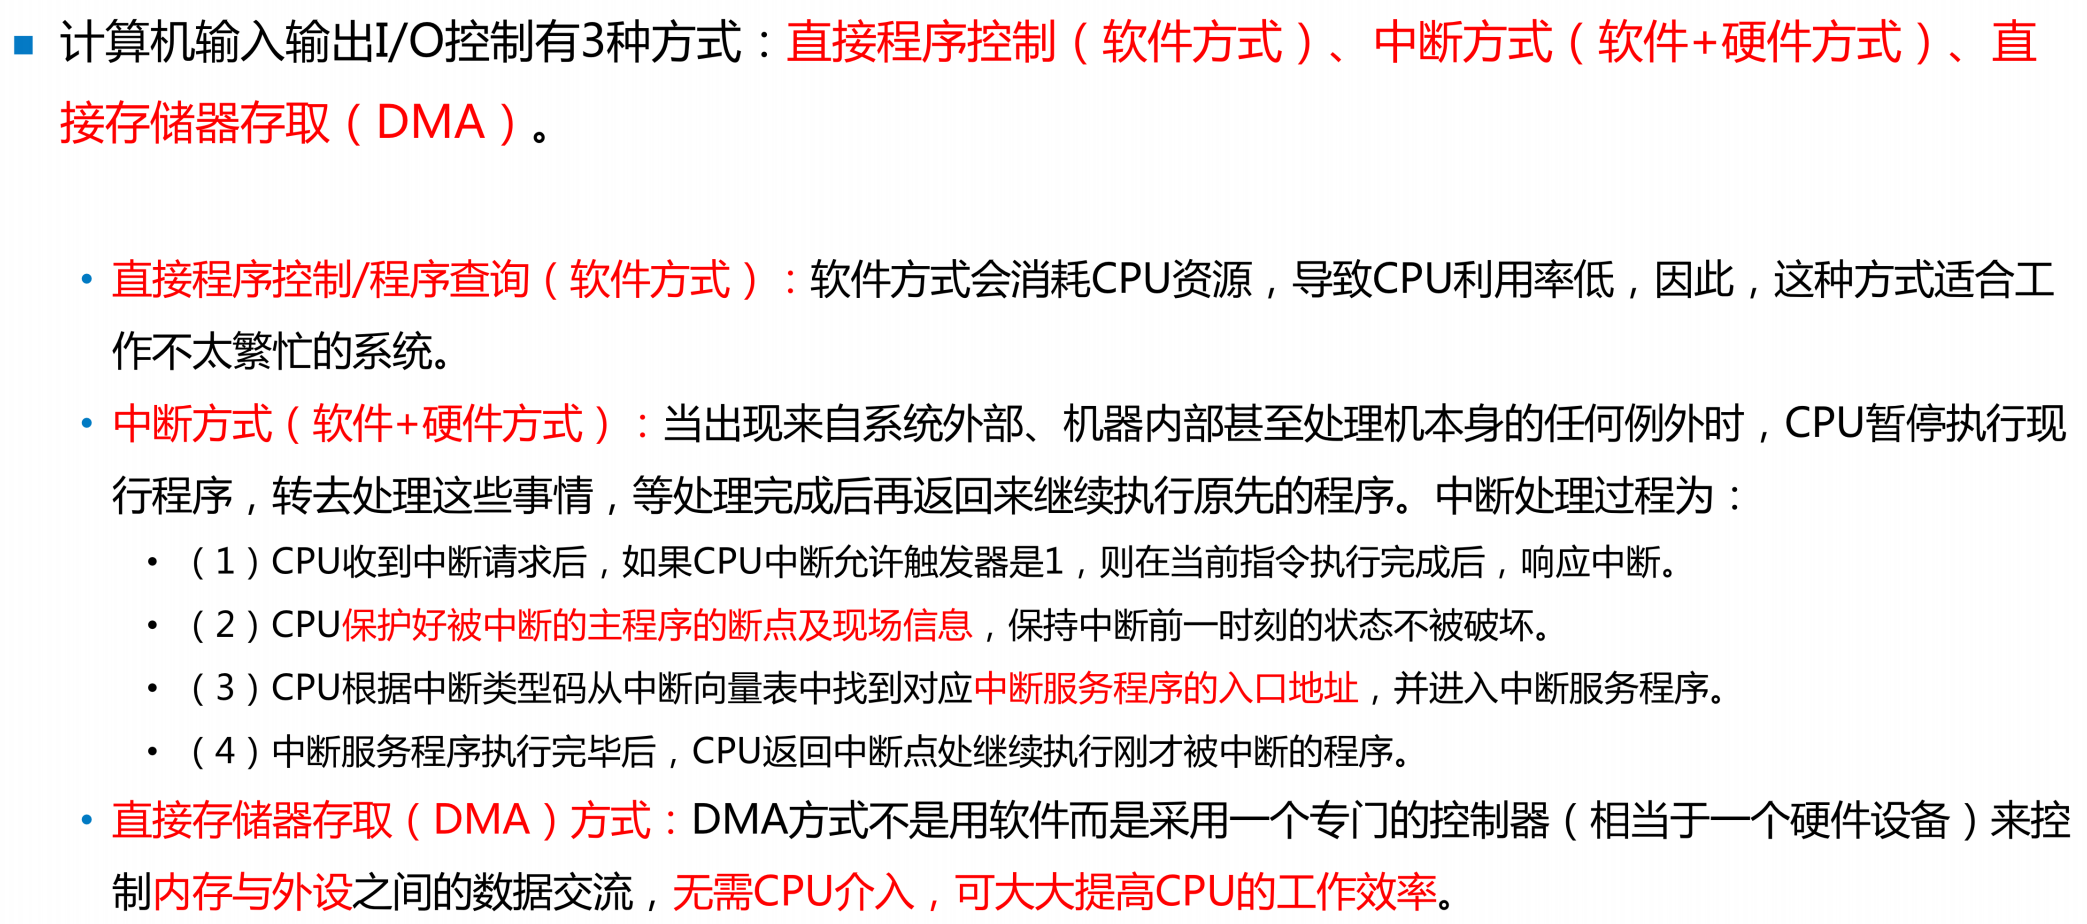 ■ 计算机输入输出I/O控制有3种方式：直接程序控制（软件方式）、中断方式（软件+硬件方式）、直
接存储器存取（DMA）。
• 直接程序控制/程序查询（软件方式）：软件方式会消耗CPU资源，导致CPU利用率低，因此，这种方式适合工
作不太繁忙的系统。
• 中断方式（软件+硬件方式）：当出现来自系统外部、机器内部甚至处理机本身的任何例外时，CPU暂停执行现
行程序，转去处理这些事情，等处理完成后再返回来继续执行原先的程序。中断处理过程为：
• （1）CPU收到中断请求后，如果CPU中断允许触发器是1，则在当前指令执行完成后，响应中断。
• （2）CPU保护好被中断的主程序的断点及现场信息，保持中断前一时刻的状态不被破坏。
• （3）CPU根据中断类型码从中断向量表中找到对应中断服务程序的入口地址，并进入中断服务程序。
• （4）中断服务程序执行完毕后，CPU返回中断点处继续执行刚才被中断的程序。
• 直接存储器存取（DMA）方式：DMA方式不是用软件而是采用一个专门的控制器（相当于一个硬件设备）来控
制内存与外设之间的数据交流，无需CPU介入，可大大提高CPU的工作效率。